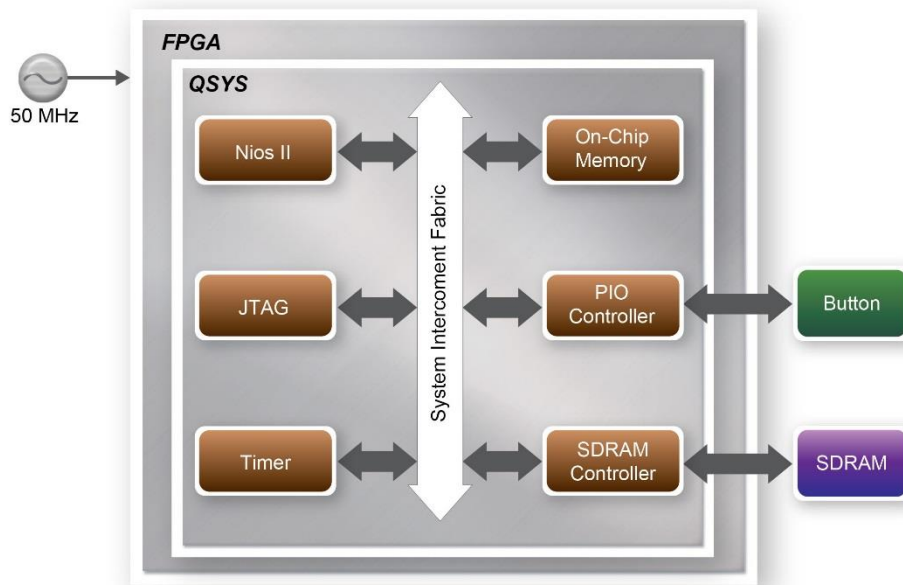 FPGA
QSYS
50 MHz
Nios II
On-Chip
Memory
System Intercoment Fabric
JTAG
PIO
Controller
Button
Timer
SDRAM
Controller
SDRAM